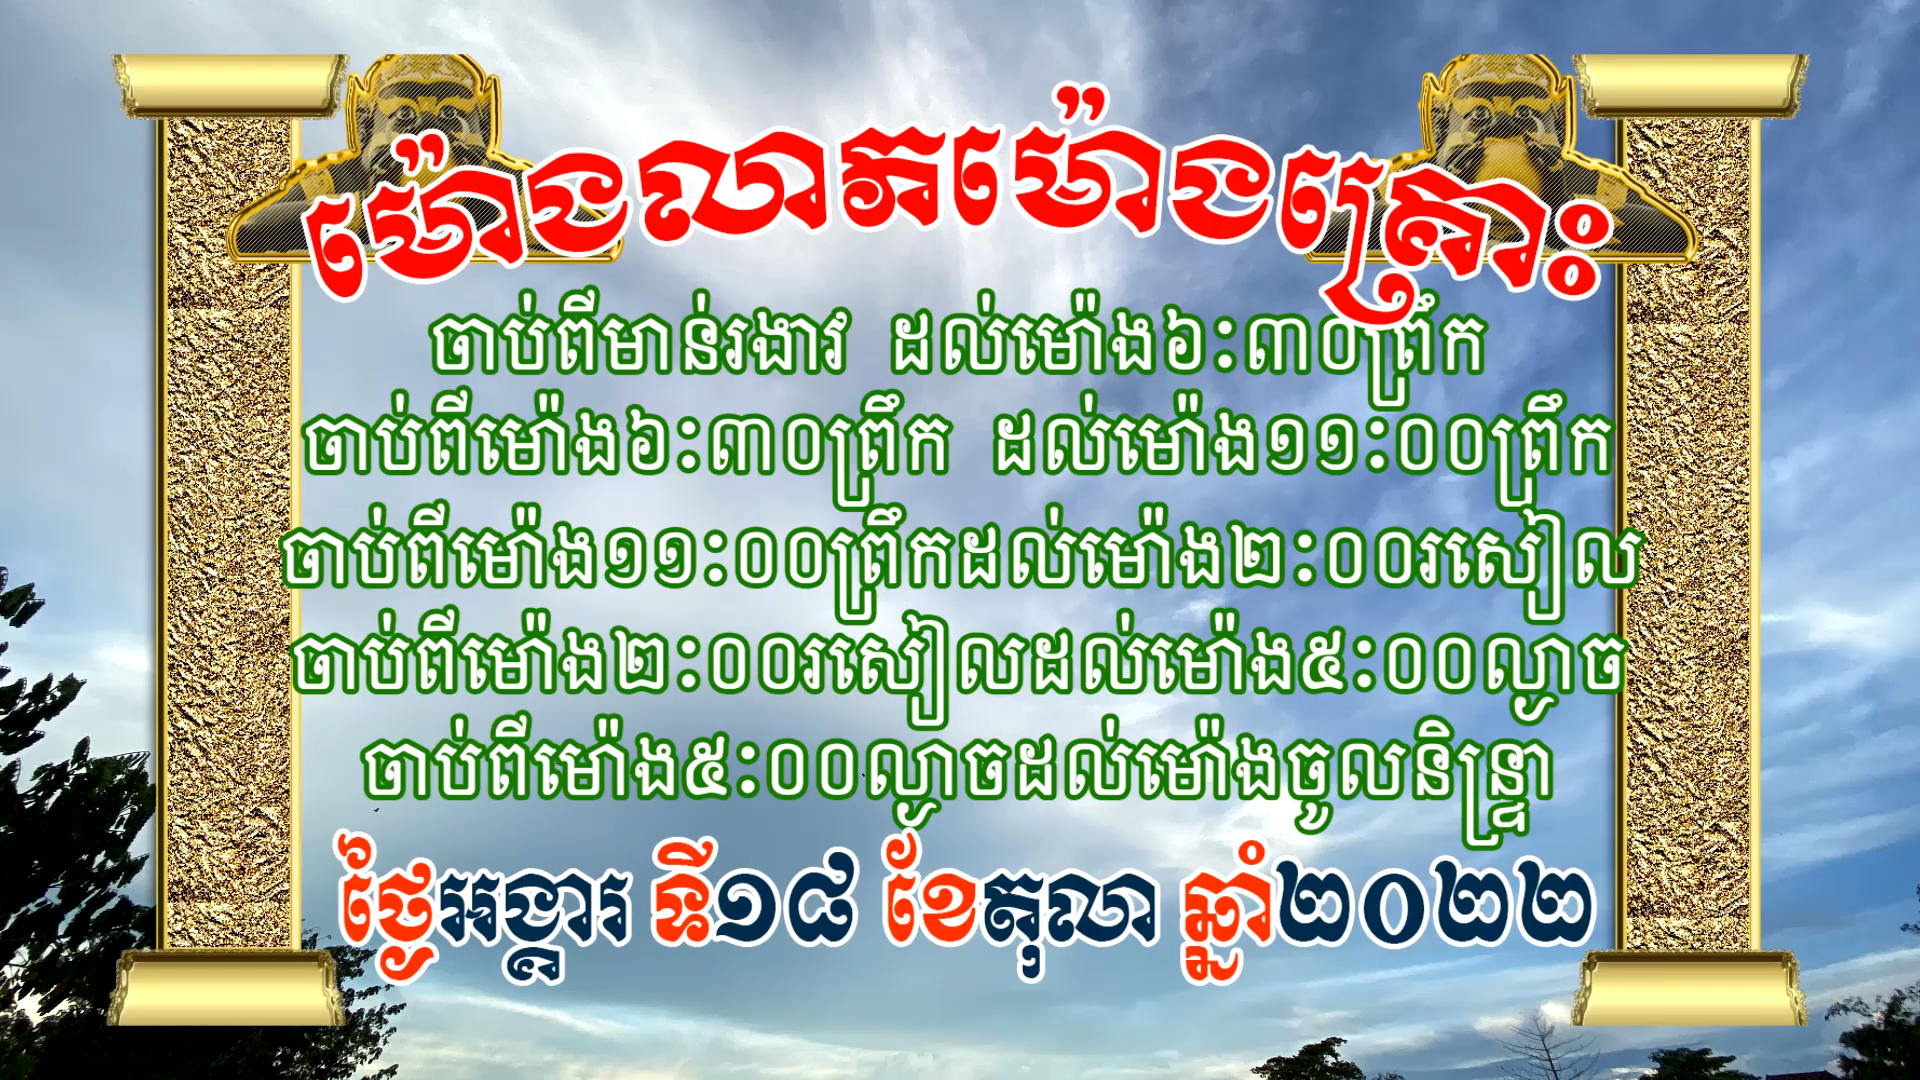 ម៉ោងលាភម៉ោងគ្រោះ
ចាប់ពីមាន់រងាវ ដល់ម៉ោង៦:៣០ព្រឹក
ចាប់ពីម៉ោង៦:៣០ព្រឹក ដល់ម៉ោង១១:០០ព្រឹក
ចាប់ពីម៉ោង១១:០០ព្រឹកដល់ម៉ោង២:០០រសៀល
ចាប់ពីម៉ោង២:០០រសៀលដល់ម៉ោង៥:០០ល្ងាច
ចាប់ពីម៉ោង៥:០០ល្ងាចដល់ម៉ោងចូលនិន្ទ្រា
ថ្ងៃអង្គារ ទី១៨ ខែតុលា ឆ្នាំ២០២២